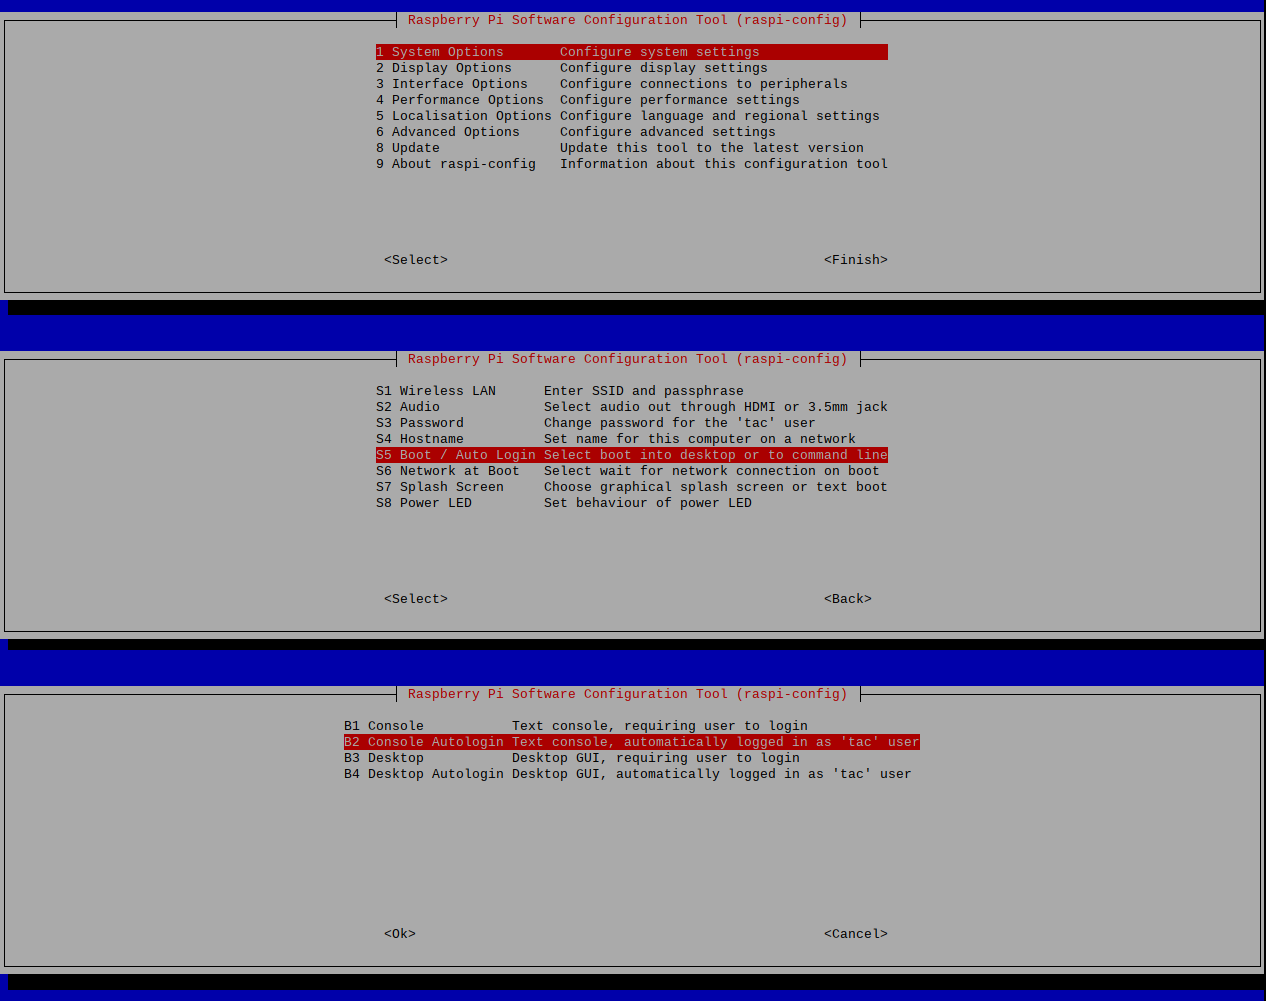 Raspberry Pi Software Configuration Tool (raspi-config)
1 System Options       Configure system settings
2 Display Options      Configure display settings
3 Interface Options    Configure connections to peripherals
4 Performance Options  Configure performance settings
5 Localisation Options Configure language and regional settings
6 Advanced Options     Configure advanced settings
8 Update               Update this tool to the latest version
9 About raspi-config   Information about this configuration tool
<Select>                                               <Finish>
Raspberry Pi Software Configuration Tool (raspi-config)
S1 Wireless LAN      Enter SSID and passphrase
S2 Audio             Select audio out through HDMI or 3.5mm jack
S3 Password          Change password for the 'tac' user
S4 Hostname          Set name for this computer on a network
S5 Boot / Auto Login Select boot into desktop or to command line
S6 Network at Boot   Select wait for network connection on boot
S7 Splash Screen     Choose graphical splash screen or text boot
S8 Power LED         Set behaviour of power LED
<Select>                                               <Back>
Raspberry Pi Software Configuration Tool (raspi-config)
B1 Console           Text console, requiring user to login
B2 Console Autologin Text console, automatically logged in as 'tac' user
B3 Desktop           Desktop GUI, requiring user to login
B4 Desktop Autologin Desktop GUI, automatically logged in as 'tac' user
<Ok>                                                   <Cancel>